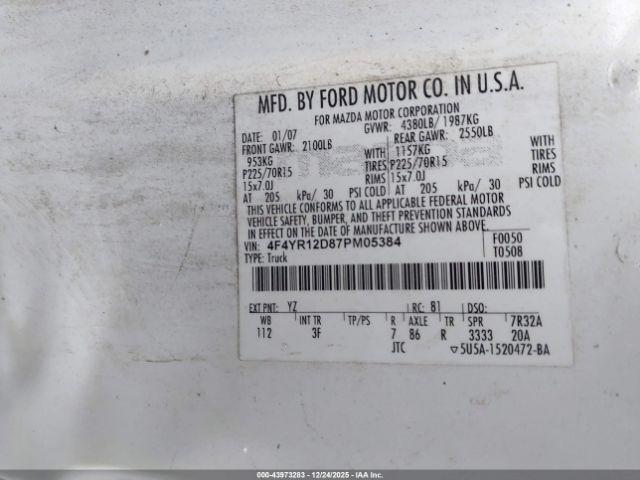 MFD. BY FORD MOTOR CO. IN U.S.A.
FOR MAZDA MOTOR CORPORATION
DATE: 01/07 GVWR: 4380LB/ 1987KG
FRONT GAWR: 2100LB REAR GAWR: 2550LB
953KG WITH 1157KG WITH
P225/70R15 TIRES P225/70R15 TIRES
15x7.0J RIMS 15x7.0J RIMS
AT 205 kPa/ 30 PSI COLD AT 205 kPa/ 30 PSI COLD
THIS VEHICLE CONFORMS TO ALL APPLICABLE FEDERAL MOTOR
VEHICLE SAFETY, BUMPER, AND THEFT PREVENTION STANDARDS
IN EFFECT ON THE DATE OF MANUFACTURE SHOWN ABOVE.
VIN: 4F4YR12D87PM05384 F0050
TYPE: Truck T0508
EXT PNT: YZ RC: 81 DSO:
WB INT TR TP/PS R AXLE TR SPR 7R32A
112 3F 7 86 R 3333 20A
JTC 5U5A-1520472-BA
000-43973283 - 12/24/2025 - IAA, Inc.